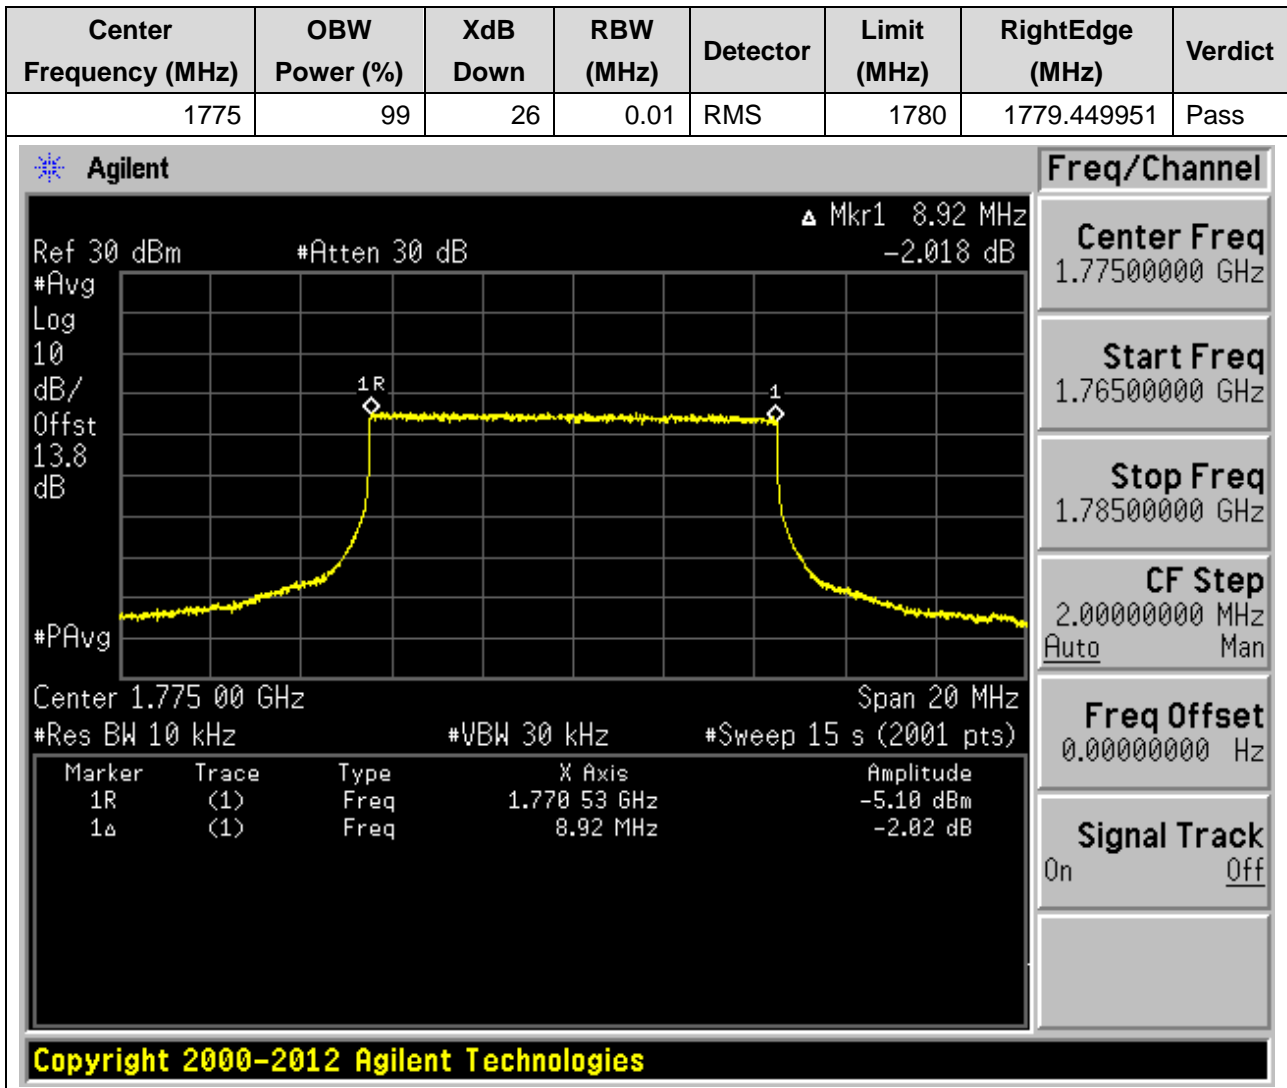 Center Frequency (MHz) OBW Power (%) XdB Down RBW (MHz) Detector Limit (MHz) RightEdge (MHz) Verdict
1775 99 26 0.01 RMS 1780 1779.449951 Pass
Agilent
Freq/Channel
Δ Mkr1 8.92 MHz
Ref 30 dBm #Atten 30 dB -2.018 dB
#Avg
Log
10
dB/
Offst
13.8
dB
#PAvg
1R
1
Center 1.775 00 GHz Span 20 MHz
#Res BW 10 kHz #VBW 30 kHz #Sweep 15 s (2001 pts)
Marker Trace Type X Axis Amplitude
1R (1) Freq 1.770 53 GHz -5.10 dBm
1Δ (1) Freq 8.92 MHz -2.02 dB
Center Freq
1.77500000 GHz
Start Freq
1.76500000 GHz
Stop Freq
1.78500000 GHz
CF Step
2.00000000 MHz
Auto Man
Freq Offset
0.00000000 Hz
Signal Track
On Off
Copyright 2000-2012 Agilent Technologies